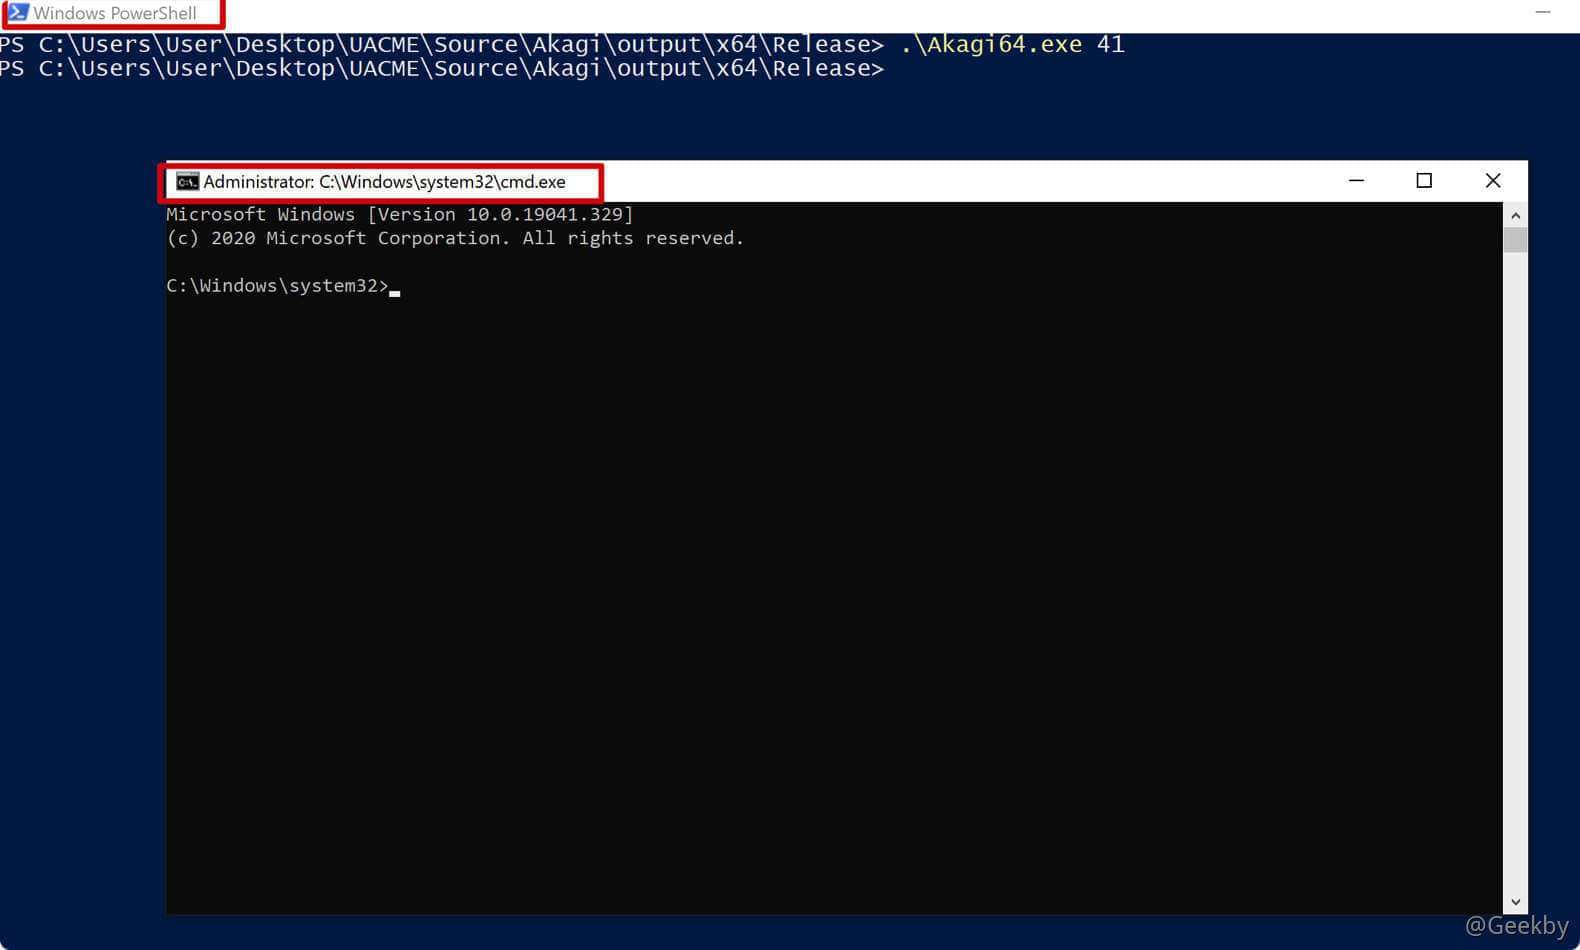 Windows PowerShell
PS C:\Users\User\Desktop\UACME\Source\Akagi\output\x64\Release> .\Akagi64.exe 41
PS C:\Users\User\Desktop\UACME\Source\Akagi\output\x64\Release>
Administrator: C:\Windows\system32\cmd.exe
Microsoft Windows [Version 10.0.19041.329]
(c) 2020 Microsoft Corporation. All rights reserved.
C:\Windows\system32>
@Geekby